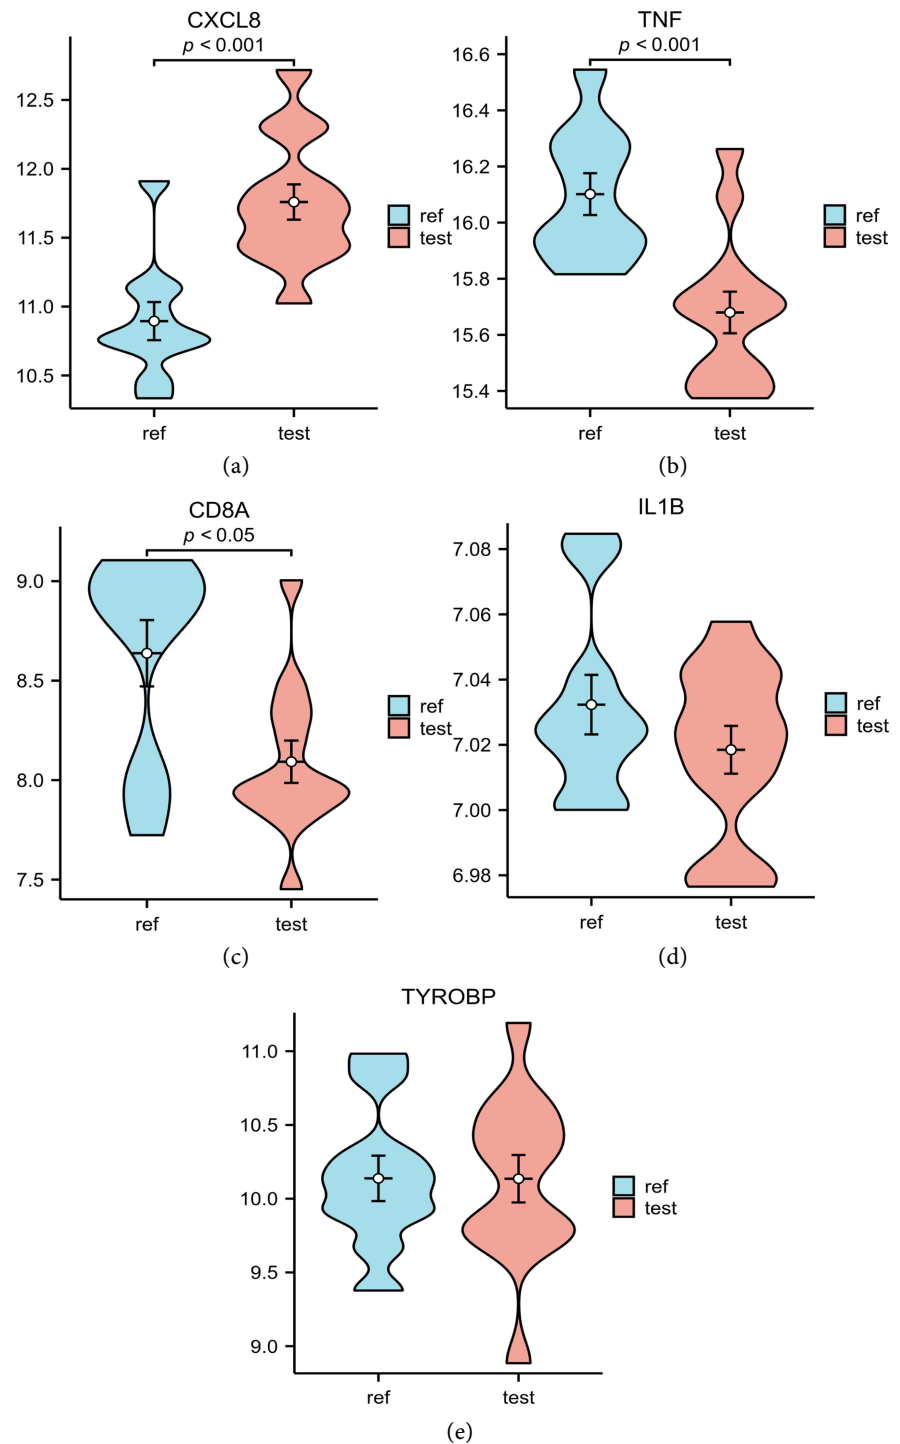 CXCL8
p < 0.001
12.5
12.0
11.5
11.0
10.5
ref
test
ref
test
(a)
TNF
p < 0.001
16.6
16.4
16.2
16.0
15.8
15.6
15.4
ref
test
ref
test
(b)
CD8A
p < 0.05
9.0
8.5
8.0
7.5
ref
test
ref
test
(c)
IL1B
7.08
7.06
7.04
7.02
7.00
6.98
ref
test
ref
test
(d)
TYROBP
11.0
10.5
10.0
9.5
9.0
ref
test
ref
test
(e)